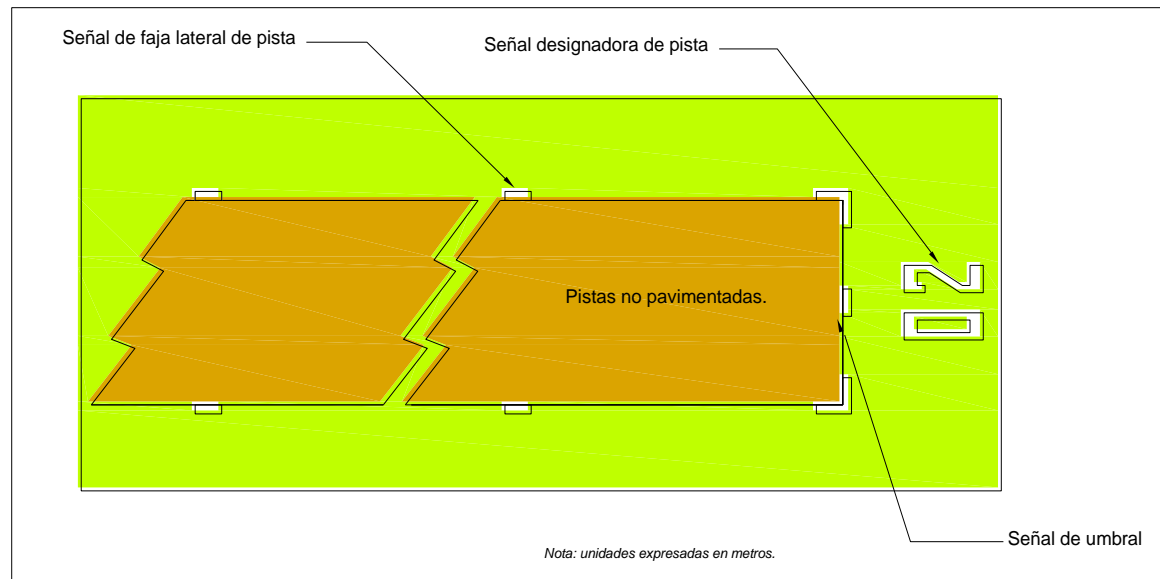 Señal de faja lateral de pista
Señal designadora de pista
Pistas no pavimentadas.
02
Señal de umbral
Nota: unidades expresadas en metros.